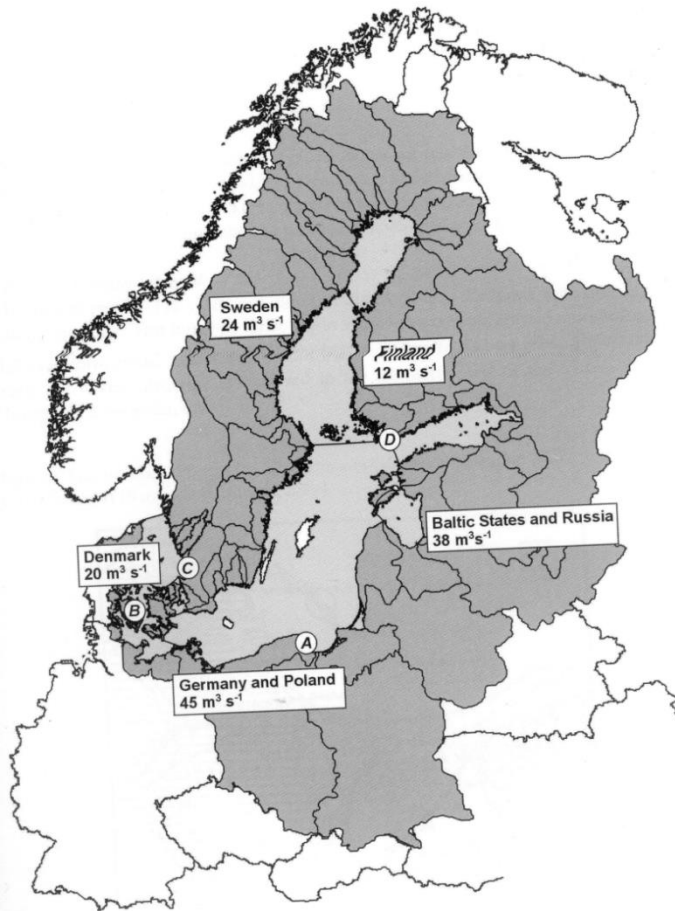 Sweden
24 m³ s⁻¹
Finland
12 m³ s⁻¹
D
Baltic States and Russia
38 m³s⁻¹
Denmark
20 m³ s⁻¹
C
B
A
Germany and Poland
45 m³ s⁻¹